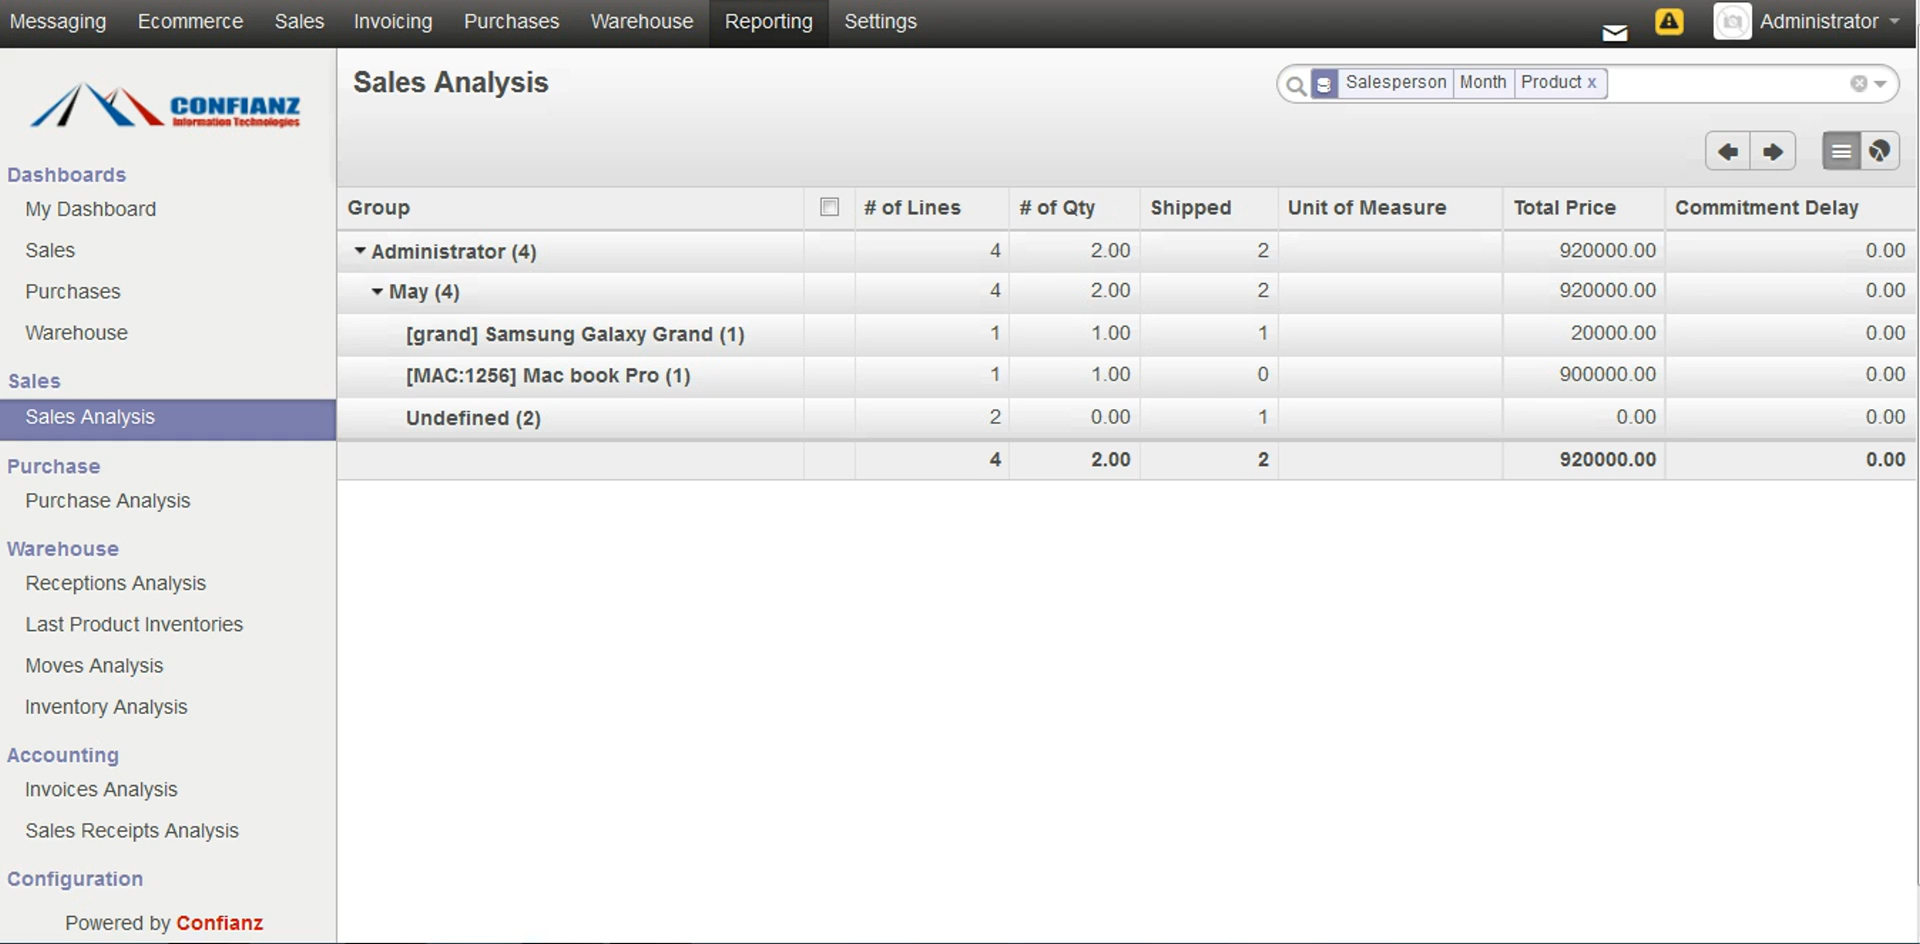 Messaging Ecommerce Sales Invoicing Purchases Warehouse Reporting Settings Administrator
CONFIANZ
Information Technologies
Dashboards
My Dashboard
Sales
Purchases
Warehouse
Sales
Sales Analysis
Purchase
Purchase Analysis
Warehouse
Receptions Analysis
Last Product Inventories
Moves Analysis
Inventory Analysis
Accounting
Invoices Analysis
Sales Receipts Analysis
Configuration
Powered by Confianz
Sales Analysis
Salesperson Month Product x
Group # of Lines # of Qty Shipped Unit of Measure Total Price Commitment Delay
Administrator (4) 4 2.00 2 920000.00 0.00
May (4) 4 2.00 2 920000.00 0.00
[grand] Samsung Galaxy Grand (1) 1 1.00 1 20000.00 0.00
[MAC:1256] Mac book Pro (1) 1 1.00 0 900000.00 0.00
Undefined (2) 2 0.00 1 0.00 0.00
4 2.00 2 920000.00 0.00